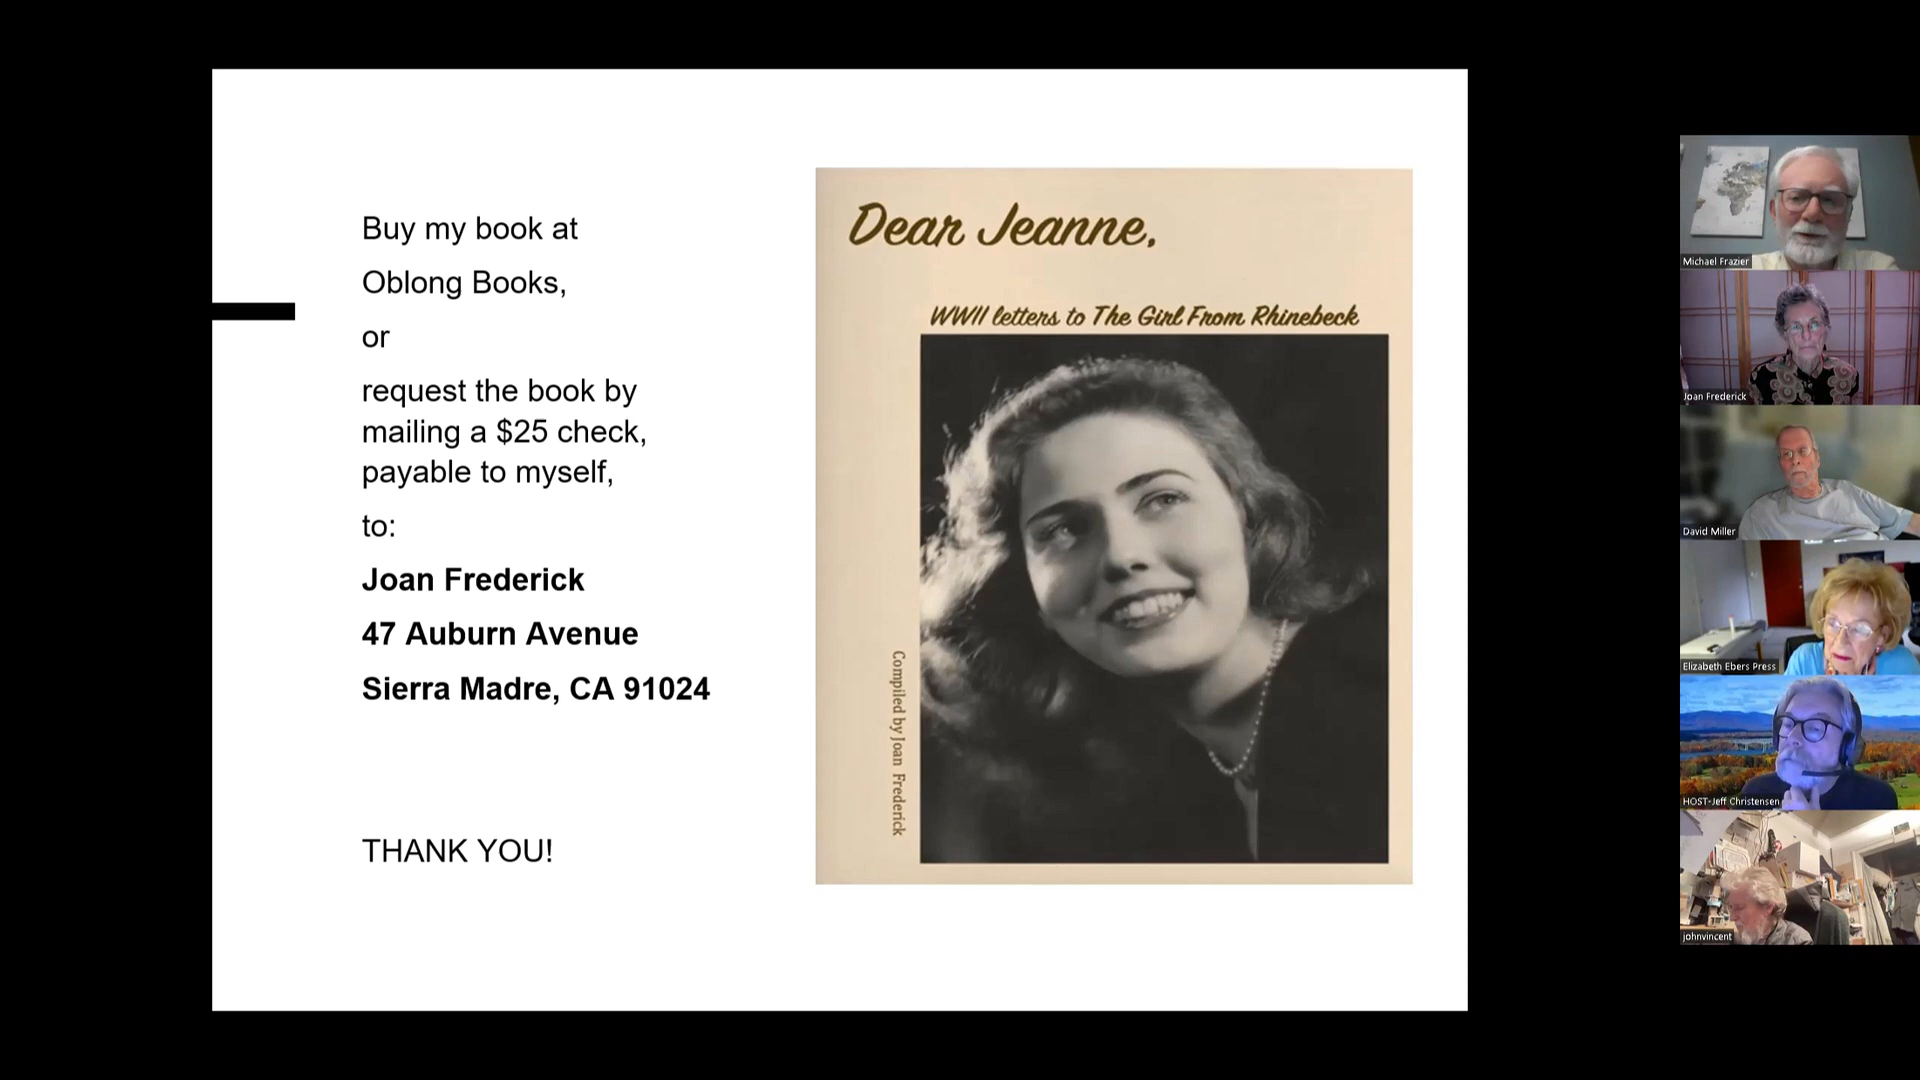 Buy my book at
Oblong Books,
or
request the book by
mailing a $25 check,
payable to myself,
to:
Joan Frederick
47 Auburn Avenue
Sierra Madre, CA 91024
THANK YOU!
Dear Jeanne,
WWII letters to The Girl From Rhinebeck
Compiled by Joan Frederick
Michael Frazier
Joan Frederick
David Miller
Elizabeth Ebers Press
HOST-Jeff Christensen
johnvincent